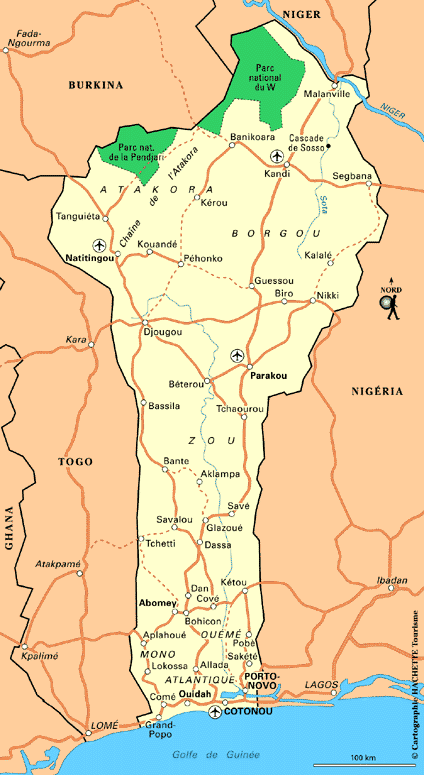 NIGER
Fada-
Ngourma
BURKINA
Parc
national
du W
Malanville
NIGER
Parc nat.
de la Pendjari
Banikoara
Cascade
de Sosso
Kandi
Segbana
ATAKORA
Chaîne
de
l'Atakora
Kérou
Sota
Tanguiéta
BORGOU
Natitingou
Kouandé
Péhonko
Kalalé
Guessou
Biro
Nikki
NORD
Djougou
Kara
Parakou
Béterou
NIGÉRIA
Bassila
Tchaourou
ZOU
TOGO
Bante
Aklampa
GHANA
Savalou
Savé
Glazoué
Tchetti
Dassa
Atakpamé
Dan
Cové
Kétou
Ibadan
Abomey
Bohicon
Aplahoué
OUÉMÉ
Pobè
Kpalimé
MONO
Sakété
Lokossa
Allada
ATLANTIQUE
PORTO-
NOVO
LAGOS
Comé
Ouidah
COTONOU
LOMÉ
Grand-
Popo
Golfe de Guinée
100 km
© Cartographie HACHETTE Tourisme